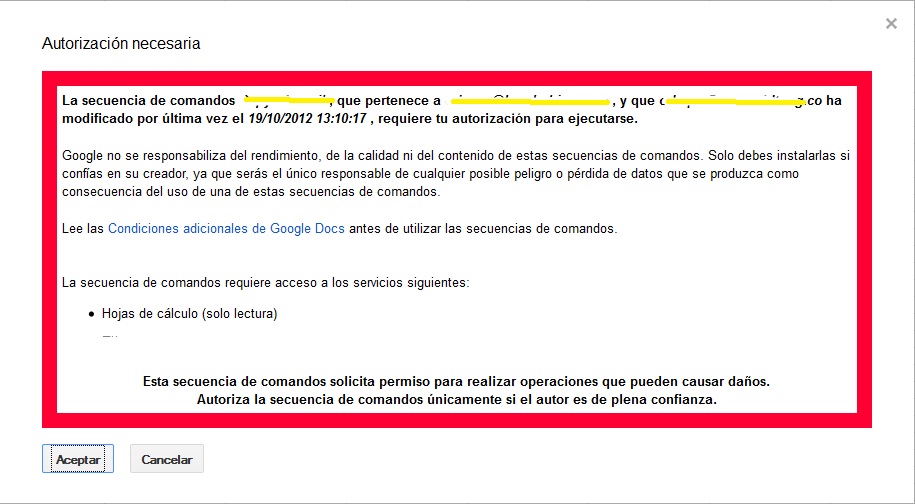 Autorización necesaria
La secuencia de comandos , que pertenece a , y que .co ha
modificado por última vez el 19/10/2012 13:10:17 , requiere tu autorización para ejecutarse.
Google no se responsabiliza del rendimiento, de la calidad ni del contenido de estas secuencias de comandos. Solo debes instalarlas si
confías en su creador, ya que serás el único responsable de cualquier posible peligro o pérdida de datos que se produzca como
consecuencia del uso de una de estas secuencias de comandos.
Lee las Condiciones adicionales de Google Docs antes de utilizar las secuencias de comandos.
La secuencia de comandos requiere acceso a los servicios siguientes:
• Hojas de cálculo (solo lectura)
Esta secuencia de comandos solicita permiso para realizar operaciones que pueden causar daños.
Autoriza la secuencia de comandos únicamente si el autor es de plena confianza.
Aceptar Cancelar